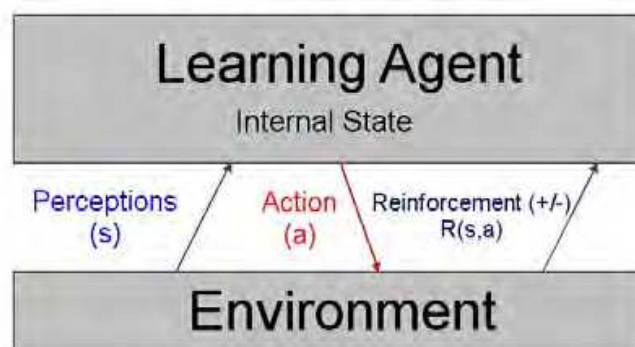 Learning Agent
Internal State
Perceptions
(s)
Action
(a)
Reinforcement (+/-)
R(s,a)
Environment